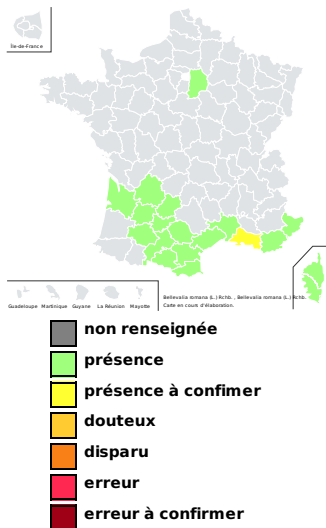 Île-de-France
Guadeloupe Martinique Guyane La Réunion Mayotte
Bellevalia romana (L.) Rchb. , Bellevalia romana (L.) Rchb.
Carte en cours d'élaboration.
non renseignée
présence
présence à confimer
douteux
disparu
erreur
erreur à confirmer